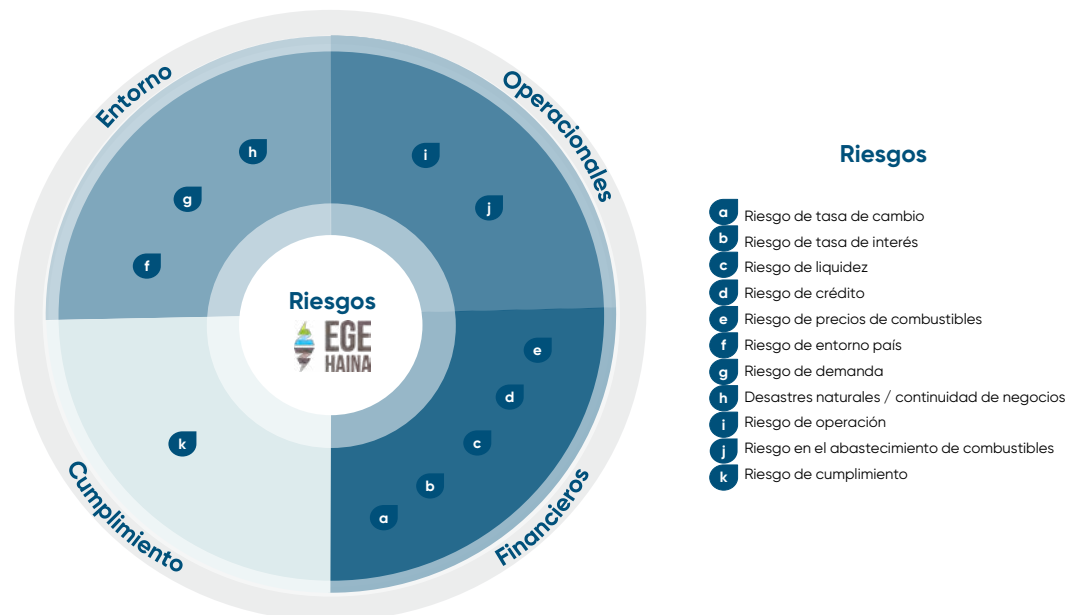 Entorno
Operacionales
h
i
g
j
f
Riesgos
EGE
HAINA
e
d
k
c
b
a
Cumplimiento
Financieros
Riesgos
a Riesgo de tasa de cambio
b Riesgo de tasa de interés
c Riesgo de liquidez
d Riesgo de crédito
e Riesgo de precios de combustibles
f Riesgo de entorno país
g Riesgo de demanda
h Desastres naturales / continuidad de negocios
i Riesgo de operación
j Riesgo en el abastecimiento de combustibles
k Riesgo de cumplimiento